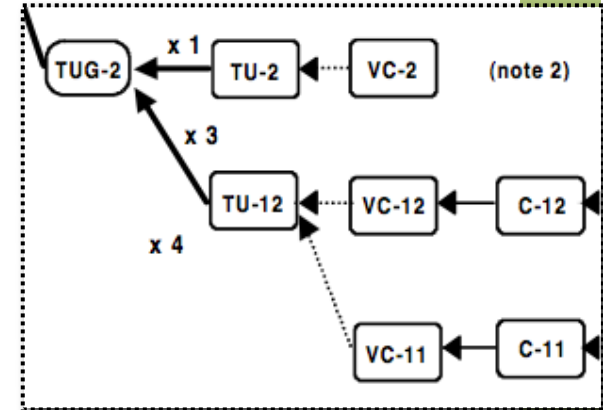 x 1
TUG-2 TU-2 VC-2 (note 2)
x 3
TU-12 VC-12 C-12
x 4
VC-11 C-11